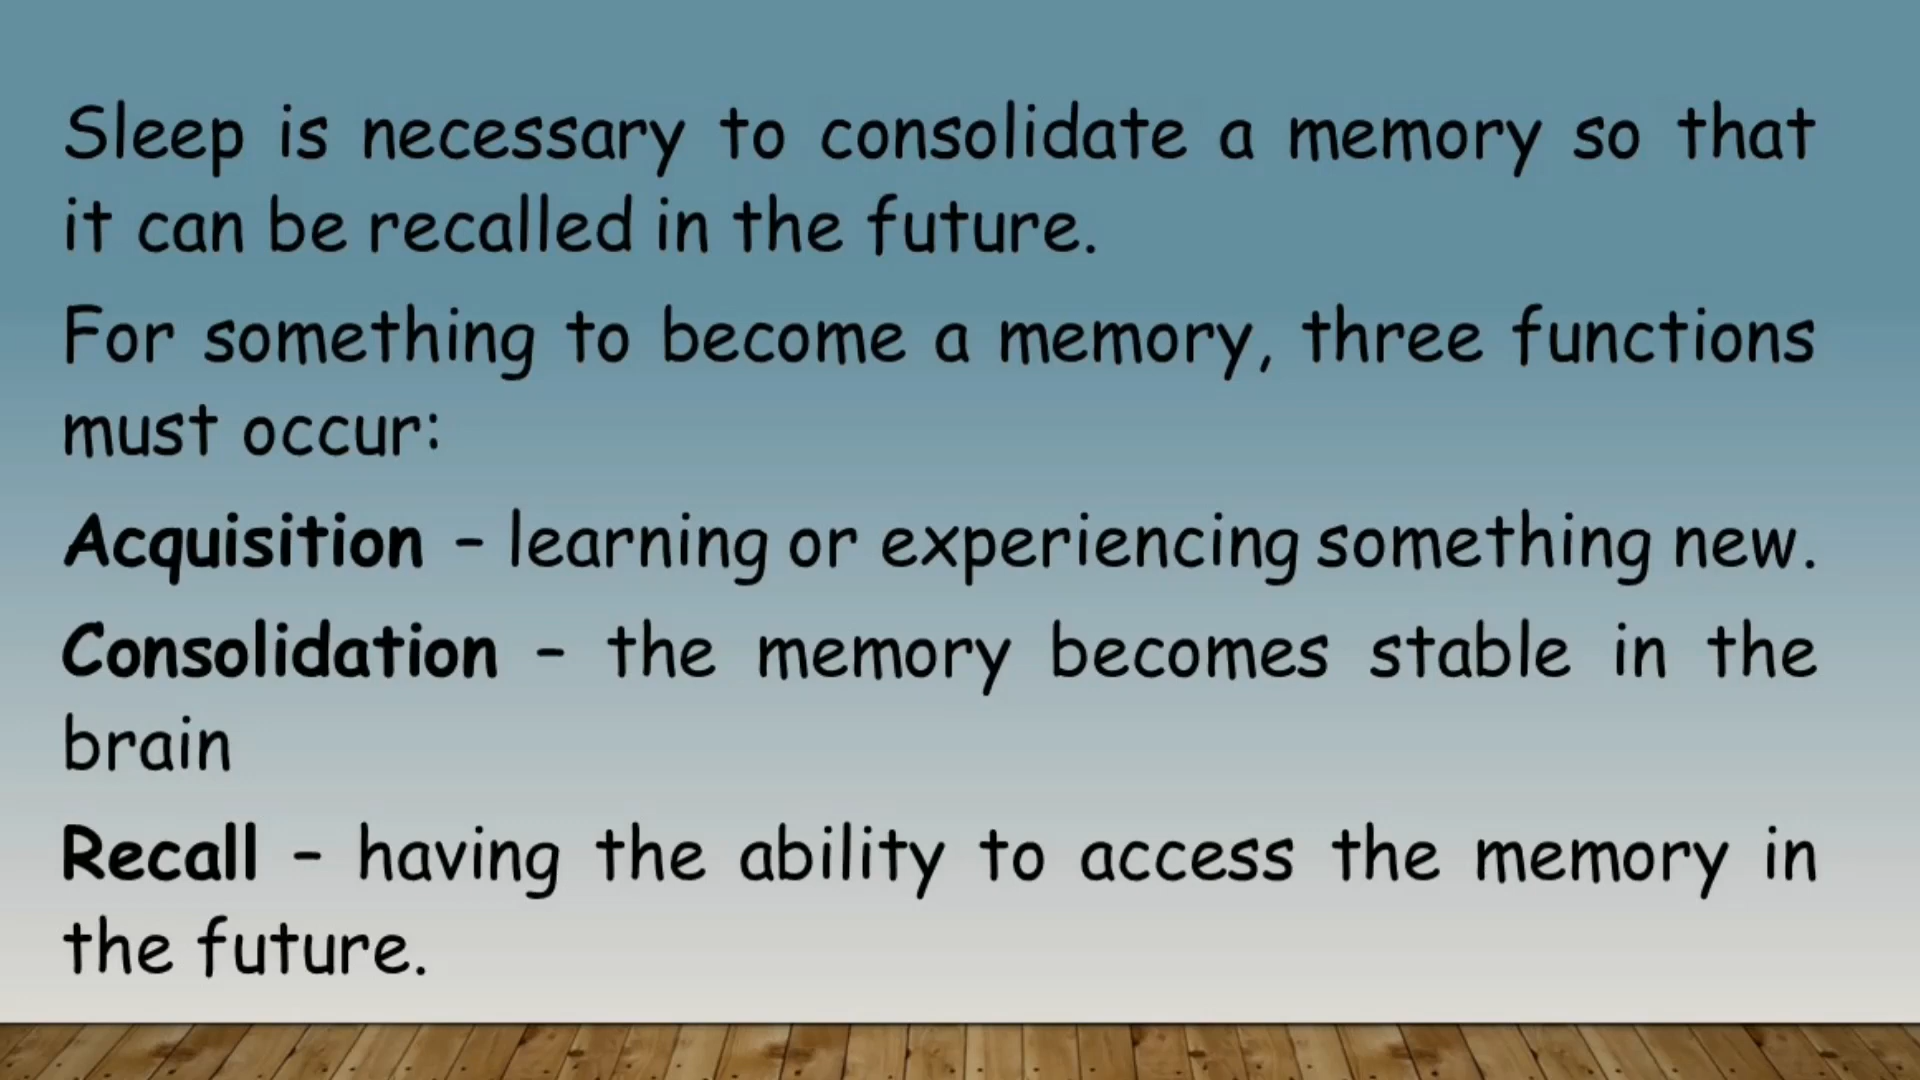 Sleep is necessary to consolidate a memory so that
it can be recalled in the future.
For something to become a memory, three functions
must occur:
Acquisition – learning or experiencing something new.
Consolidation – the memory becomes stable in the
brain
Recall – having the ability to access the memory in
the future.